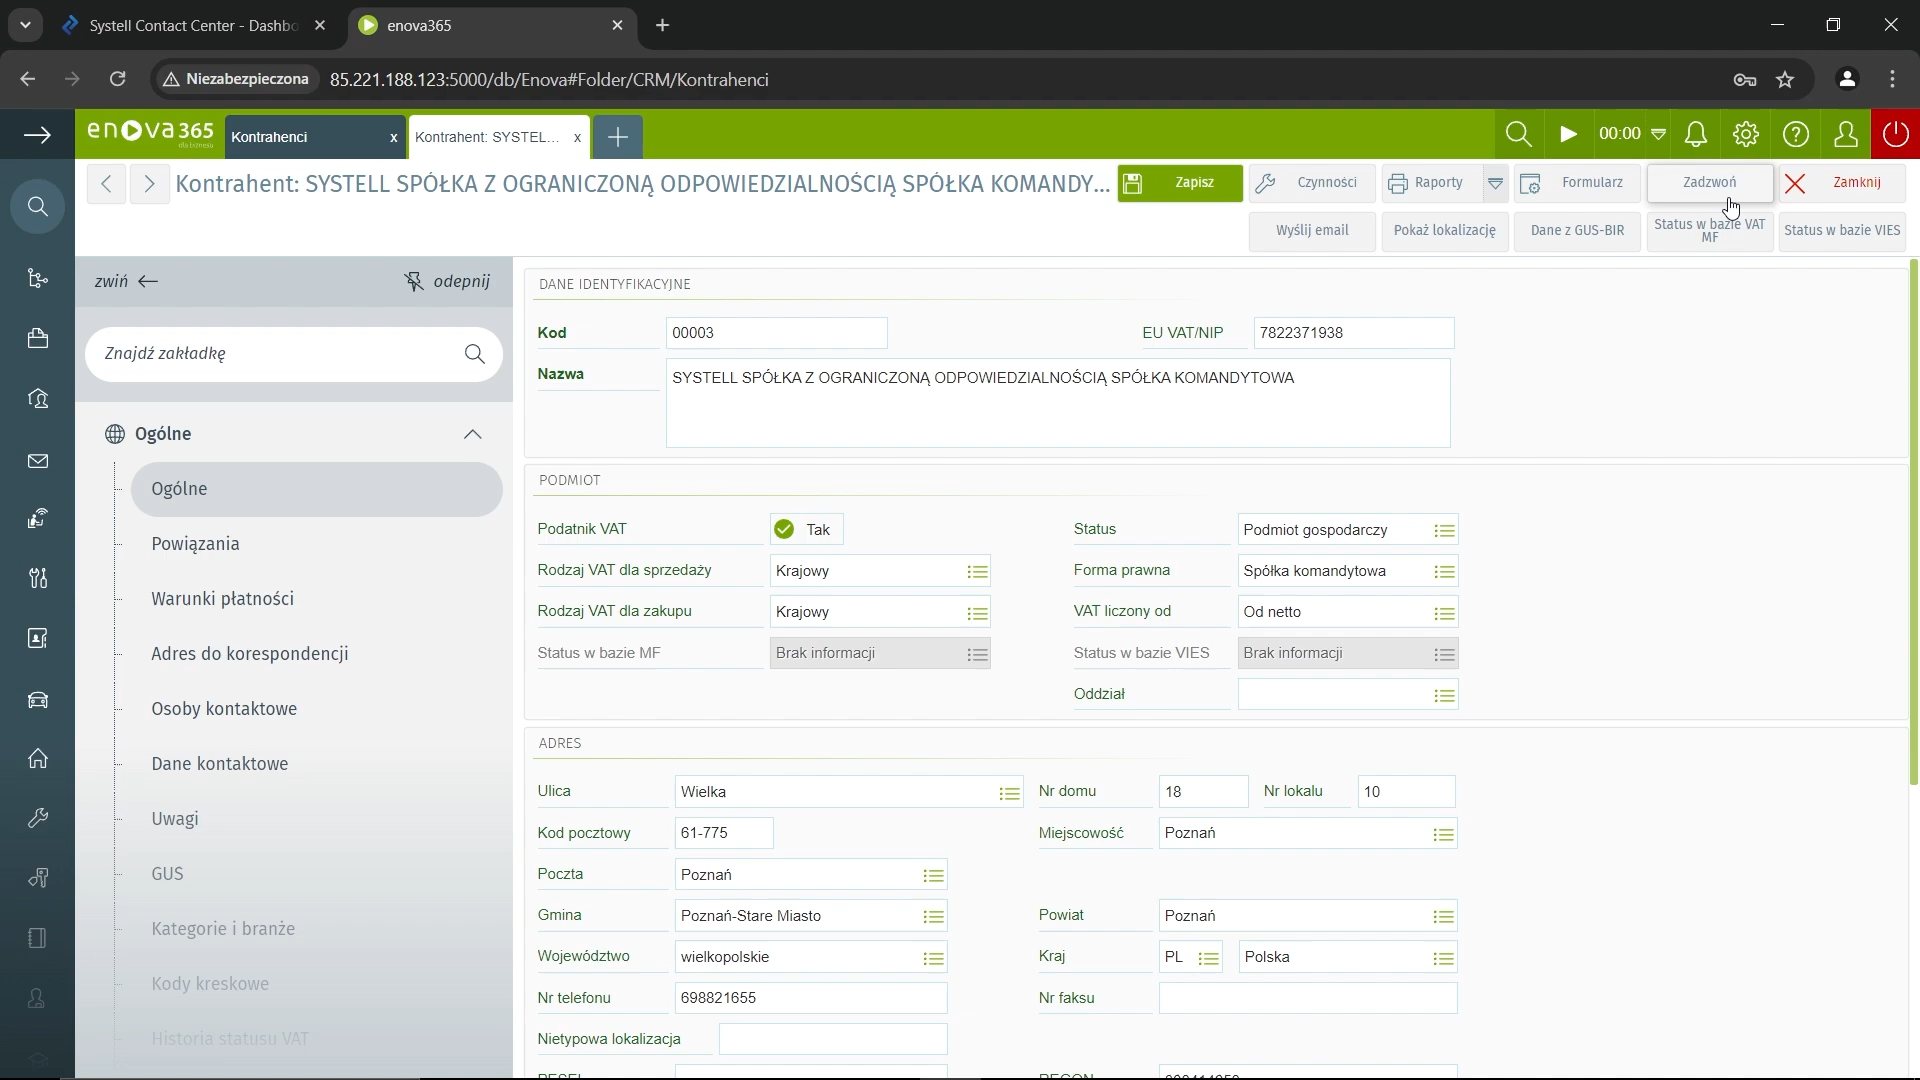 Systell Contact Center - Dashbo
enova365
Niezabezpieczona
85.221.188.123:5000/db/Enova#Folder/CRM/Kontrahenci
enova365
dla biznesu
Kontrahenci x
Kontrahent: SYSTEL... x
00:00
Kontrahent: SYSTELL SPÓŁKA Z OGRANICZONĄ ODPOWIEDZIALNOŚCIĄ SPÓŁKA KOMANDY...
Zapisz
Czynności
Raporty
Formularz
Zadzwoń
Zamknij
Wyślij email
Pokaż lokalizację
Dane z GUS-BIR
Status w bazie VAT
MF
Status w bazie VIES
zwiń
odepnij
Znajdź zakładkę
Ogólne
Ogólne
Powiązania
Warunki płatności
Adres do korespondencji
Osoby kontaktowe
Dane kontaktowe
Uwagi
GUS
Kategorie i branże
Kody kreskowe
Historia statusu VAT
DANE IDENTYFIKACYJNE
Kod 00003 EU VAT/NIP 7822371938
Nazwa SYSTELL SPÓŁKA Z OGRANICZONĄ ODPOWIEDZIALNOŚCIĄ SPÓŁKA KOMANDYTOWA
PODMIOT
Podatnik VAT Tak Status Podmiot gospodarczy
Rodzaj VAT dla sprzedaży Krajowy Forma prawna Spółka komandytowa
Rodzaj VAT dla zakupu Krajowy VAT liczony od Od netto
Status w bazie MF Brak informacji Status w bazie VIES Brak informacji
Oddział
ADRES
Ulica Wielka Nr domu 18 Nr lokalu 10
Kod pocztowy 61-775 Miejscowość Poznań
Poczta Poznań
Gmina Poznań-Stare Miasto Powiat Poznań
Województwo wielkopolskie Kraj PL Polska
Nr telefonu 698821655 Nr faksu
Nietypowa lokalizacja
PESEL REGON